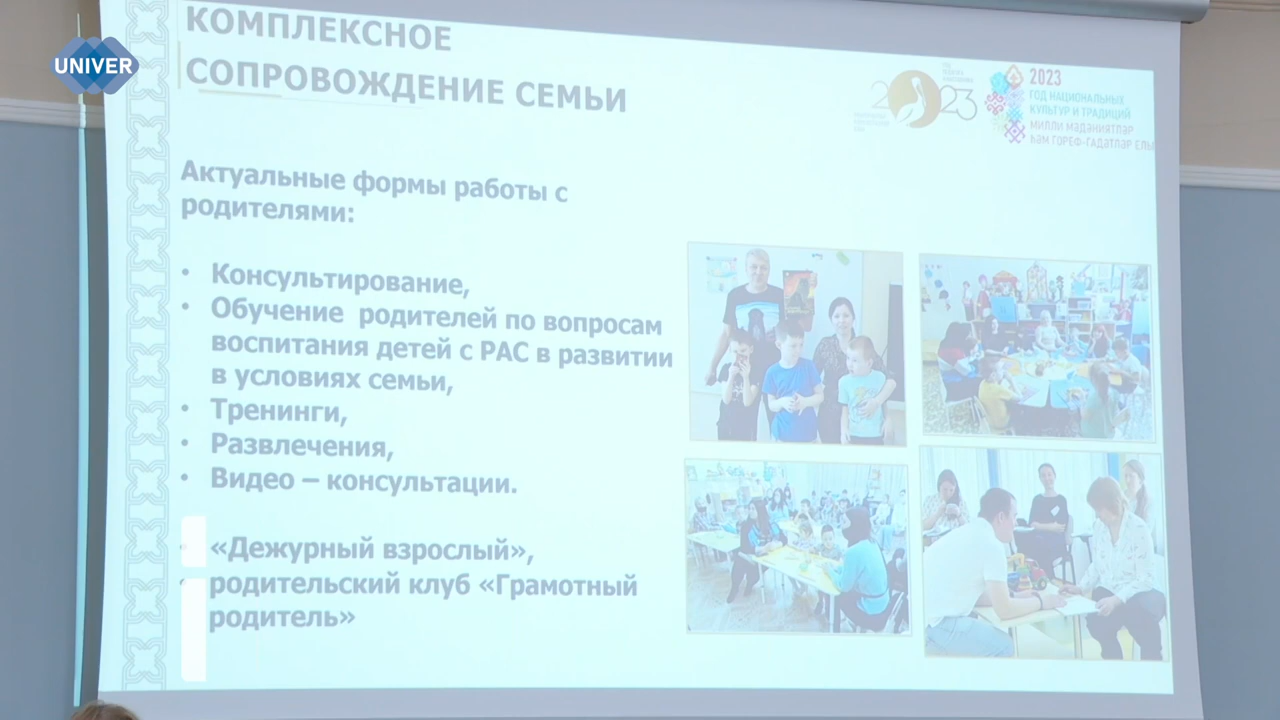 UNIVER
КОМПЛЕКСНОЕ
СОПРОВОЖДЕНИЕ СЕМЬИ
2023
2023
ГОД НАЦИОНАЛЬНЫХ
КУЛЬТУР И ТРАДИЦИЙ
МИЛЛИ МӘДӘНИЯТЛӘР
ҺӘМ ГОРЕФ-ГАДӘТЛӘР ЕЛЫ
Актуальные формы работы с
родителями:
• Консультирование,
• Обучение родителей по вопросам
воспитания детей с РАС в развитии
в условиях семьи,
• Тренинги,
• Развлечения,
• Видео – консультации.
«Дежурный взрослый»,
родительский клуб «Грамотный
родитель»